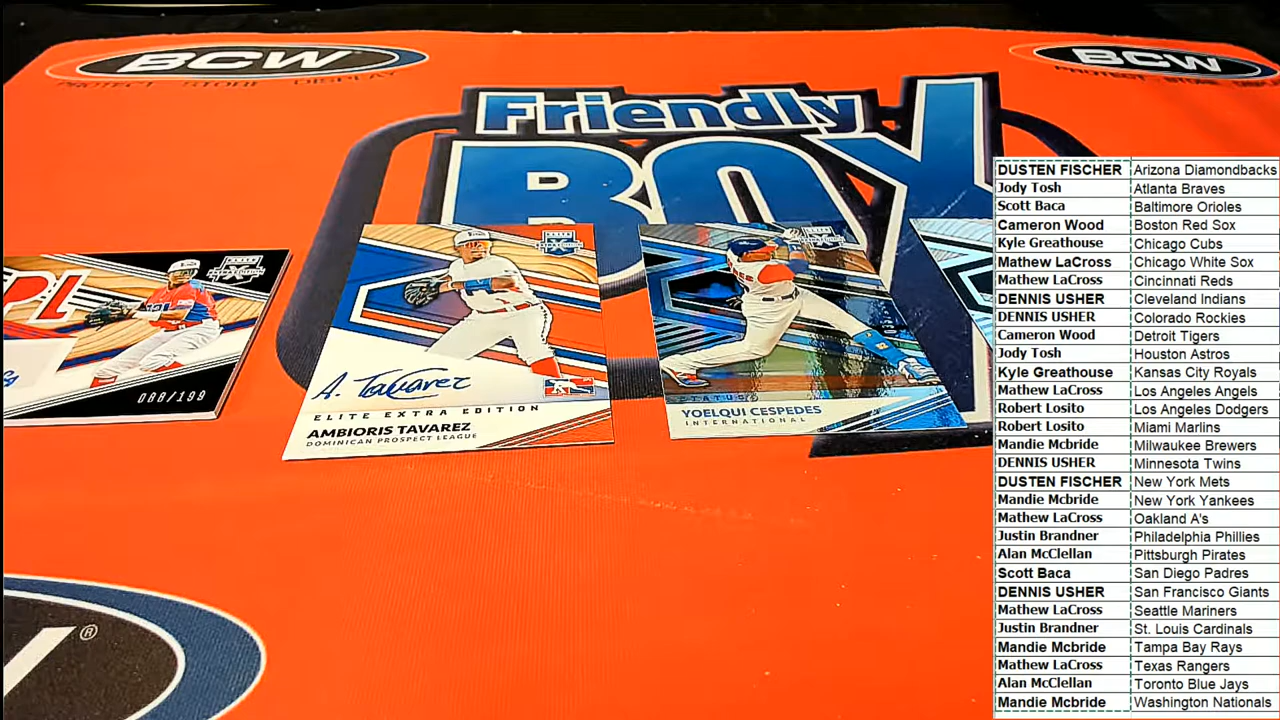 BCW
PROTECT STORE DISPLAY
BCW
PROTECT STORE
Friendly
BOX
088/199
A. Tavarez
ELITE EXTRA EDITION
AMBIORIS TAVAREZ
DOMINICAN PROSPECT LEAGUE
STATUS
YOELQUI CESPEDES
INTERNATIONAL
®
DUSTEN FISCHER Arizona Diamondbacks
Jody Tosh Atlanta Braves
Scott Baca Baltimore Orioles
Cameron Wood Boston Red Sox
Kyle Greathouse Chicago Cubs
Mathew LaCross Chicago White Sox
Mathew LaCross Cincinnati Reds
DENNIS USHER Cleveland Indians
DENNIS USHER Colorado Rockies
Cameron Wood Detroit Tigers
Jody Tosh Houston Astros
Kyle Greathouse Kansas City Royals
Mathew LaCross Los Angeles Angels
Robert Losito Los Angeles Dodgers
Robert Losito Miami Marlins
Mandie Mcbride Milwaukee Brewers
DENNIS USHER Minnesota Twins
DUSTEN FISCHER New York Mets
Mandie Mcbride New York Yankees
Mathew LaCross Oakland A's
Justin Brandner Philadelphia Phillies
Alan McClellan Pittsburgh Pirates
Scott Baca San Diego Padres
DENNIS USHER San Francisco Giants
Mathew LaCross Seattle Mariners
Justin Brandner St. Louis Cardinals
Mandie Mcbride Tampa Bay Rays
Mathew LaCross Texas Rangers
Alan McClellan Toronto Blue Jays
Mandie Mcbride Washington Nationals